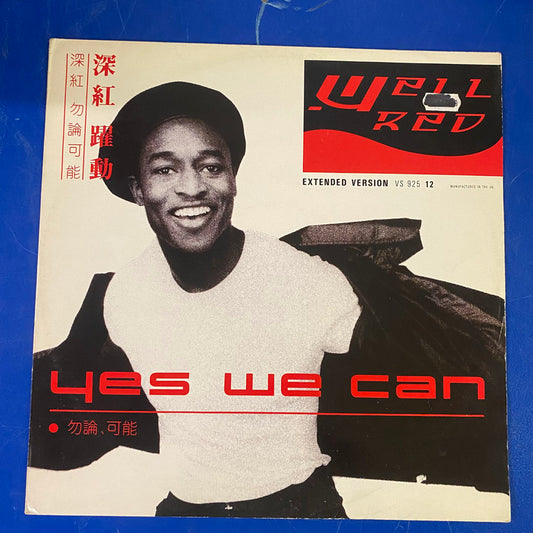 深紅 躍動
深紅 勿論可能
Well
Red
EXTENDED VERSION VS 925 12
MANUFACTURED IN THE UK
yes we can
● 勿論、可能